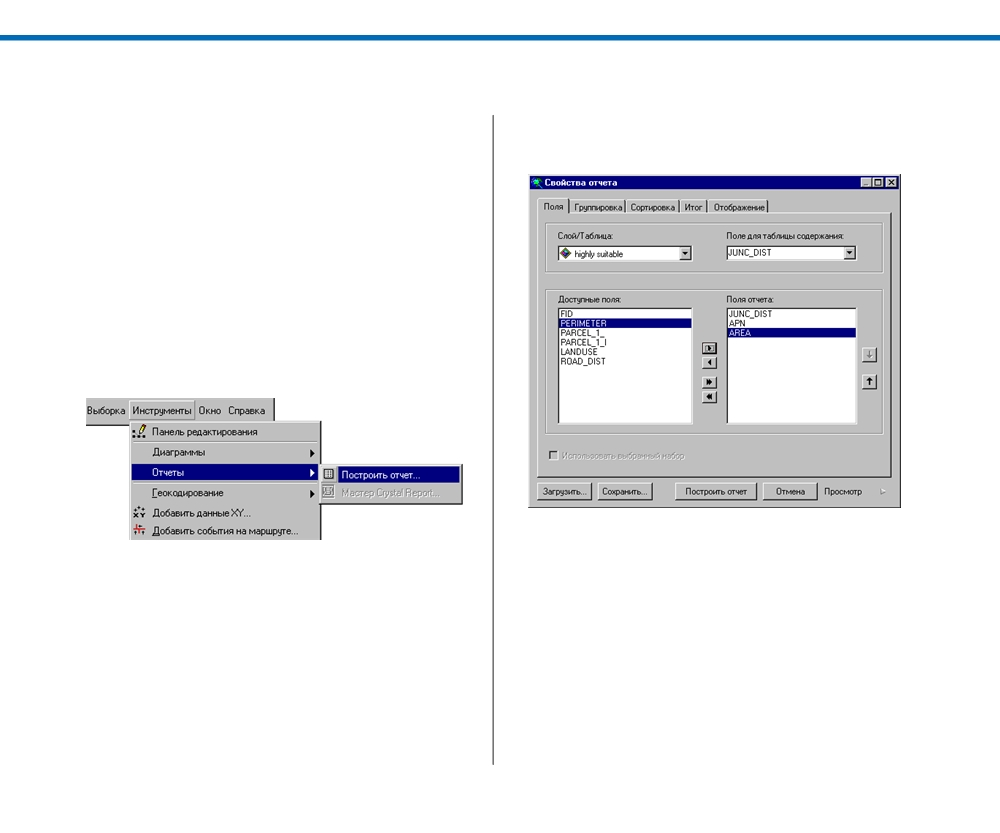 Выборка Инструменты Окно Справка
Панель редактирования
Диаграммы
Отчеты
Построить отчет...
Мастер Crystal Report...
Геокодирование
Добавить данные XY...
Добавить события на маршруте...
Свойства отчета
Поля Группировка Сортировка Итог Отображение
Слой/Таблица:
highly suitable
Поле для таблицы содержания:
JUNC_DIST
Доступные поля:
FID
PERIMETER
PARCEL_1_
PARCEL_1_I
LANDUSE
ROAD_DIST
Поля отчета:
JUNC_DIST
APN
AREA
Использовать выбранный набор
Загрузить... Сохранить... Построить отчет Отмена Просмотр